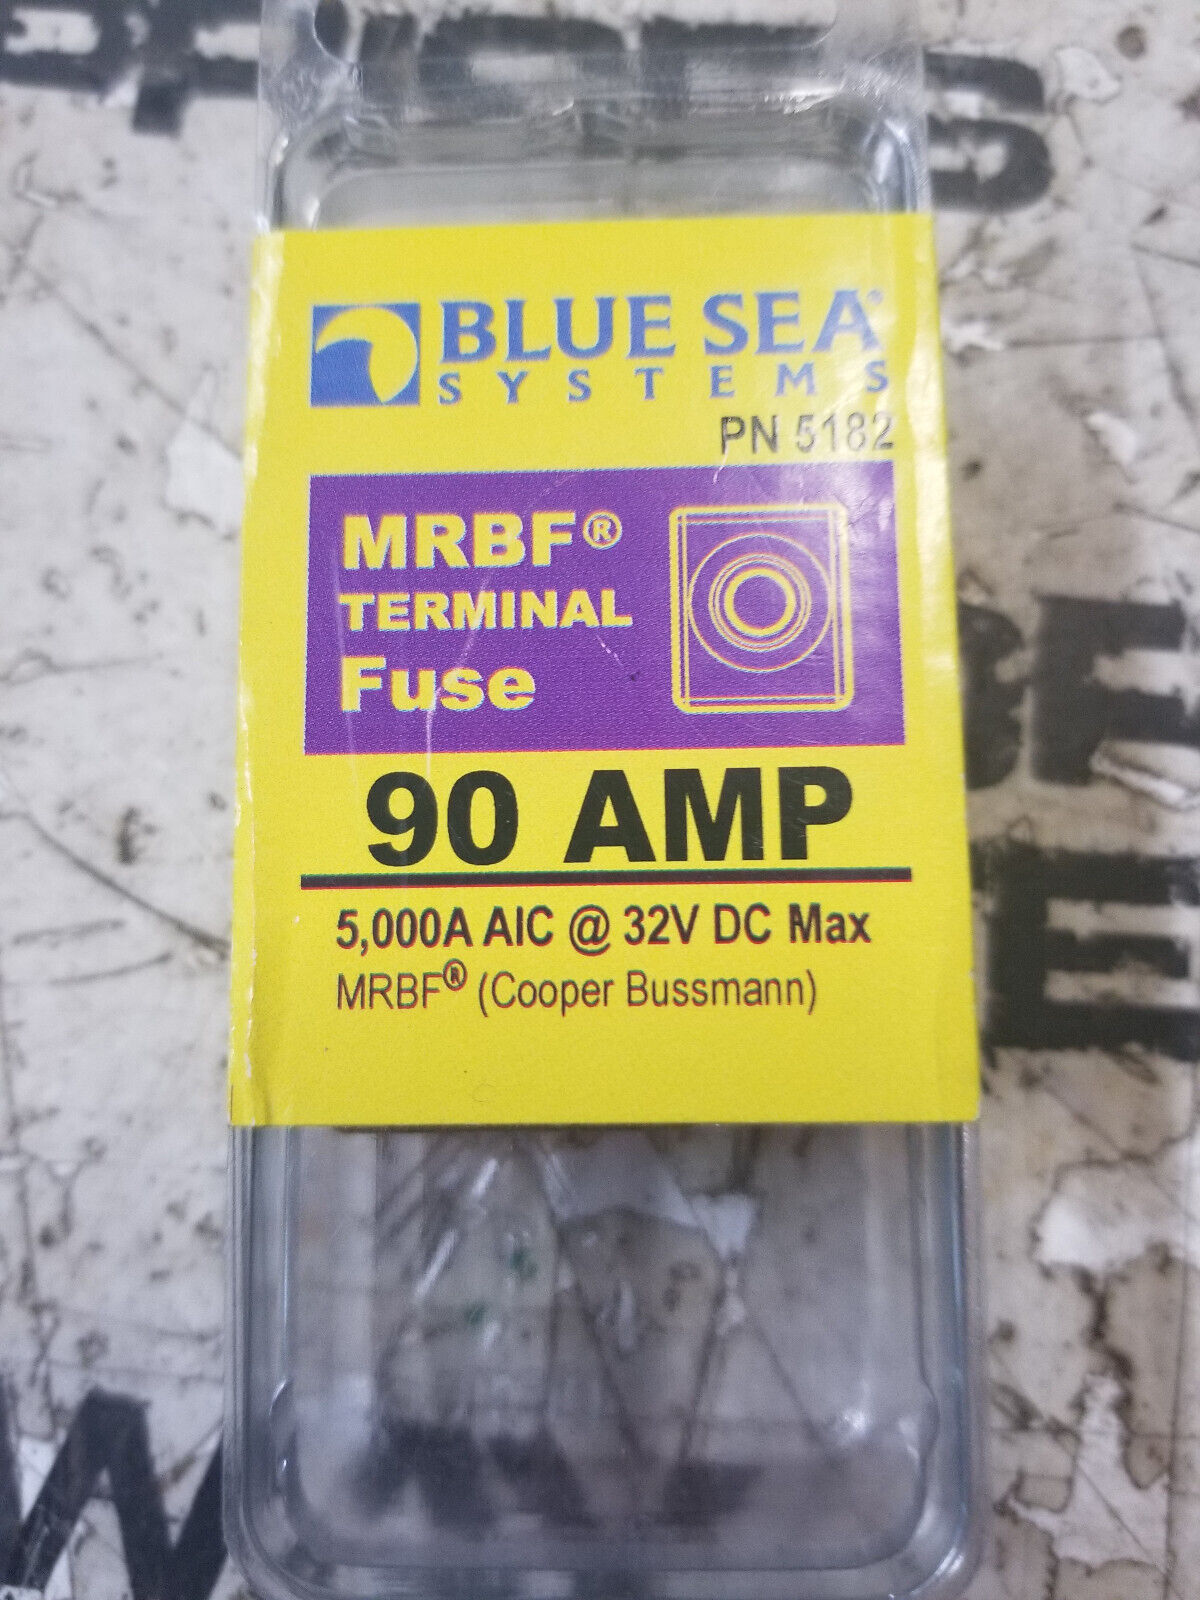 BLUE SEA®
SYSTEMS
PN 5182
MRBF®
TERMINAL
Fuse
90 AMP
5,000A AIC @ 32V DC Max
MRBF® (Cooper Bussmann)